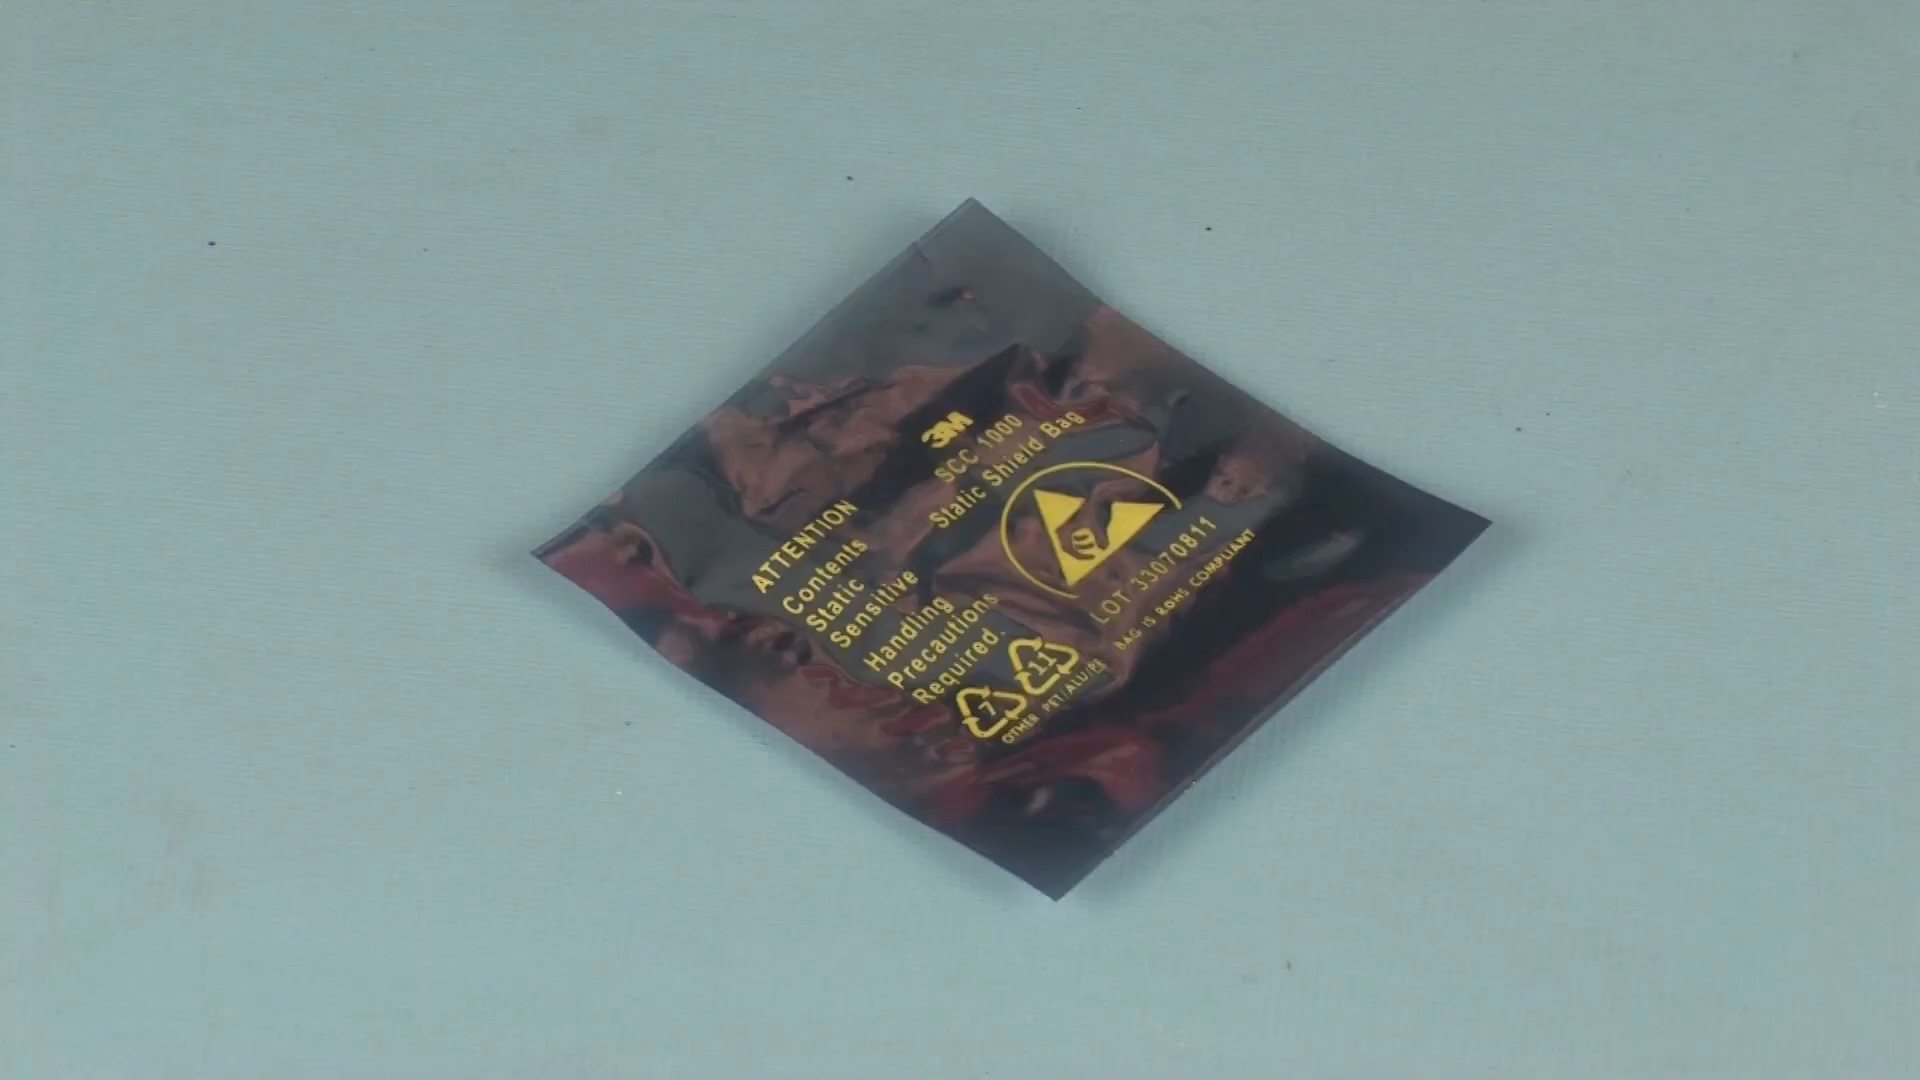 3M
SCC 1000
Static Shield Bag
ATTENTION
Contents
Static
Sensitive
Handling
Precautions
Required
LOT 33070811
BAG IS ROHS COMPLIANT
7
11
OTHER PET/ALU/PE